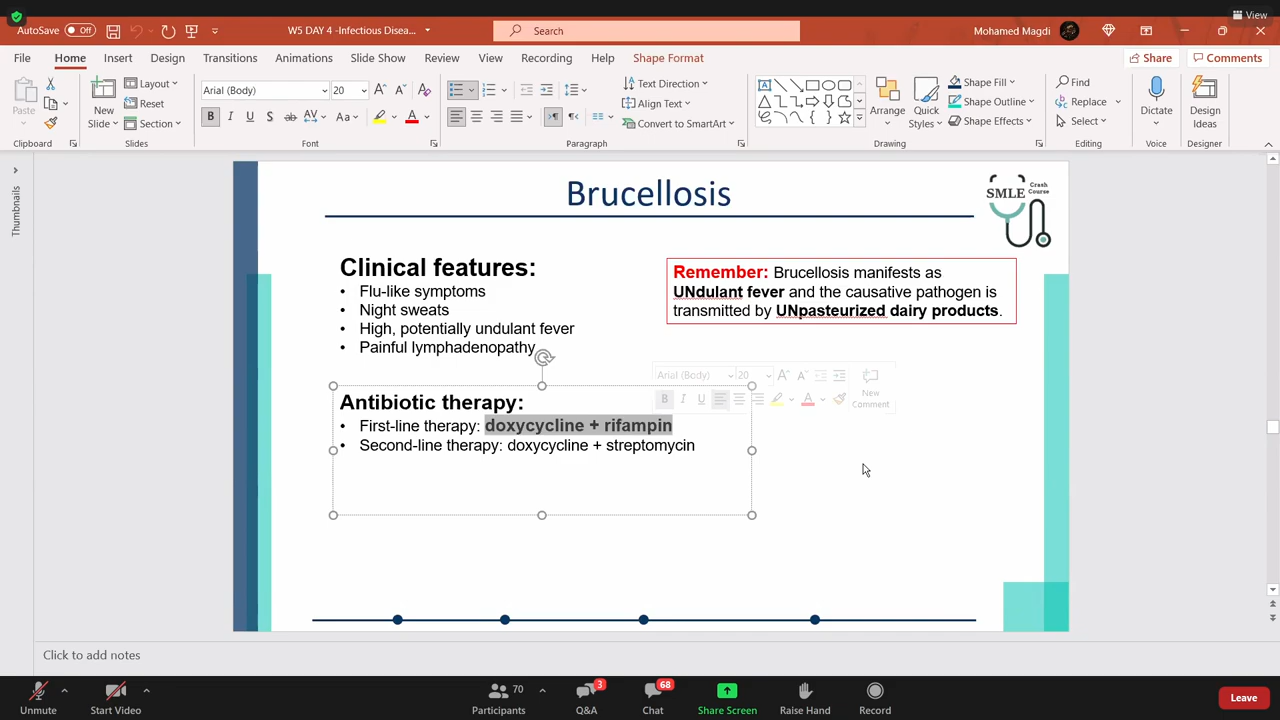 View
AutoSave Off
W5 DAY 4 -Infectious Disea...
Search
Mohamed Magdi
File Home Insert Transitions Design Animations Slide Show Review View Recording Help Shape Format
Share Comments
Paste
Clipboard
New Slide
Layout
Reset
Section
Slides
Arial (Body) 20
Font
Text Direction
Align Text
Convert to SmartArt
Paragraph
Arrange
Quick Styles
Shape Fill
Shape Outline
Shape Effects
Drawing
Find
Replace
Select
Editing
Dictate
Voice
Design Ideas
Designer
Thumbnails
Brucellosis
SMLE Crash Course
Clinical features:
• Flu-like symptoms
• Night sweats
• High, potentially undulant fever
• Painful lymphadenopathy
Remember: Brucellosis manifests as
UNdulant fever and the causative pathogen is
transmitted by UNpasteurized dairy products.
Arial (Body) 20
New Comment
Antibiotic therapy:
• First-line therapy: doxycycline + rifampin
• Second-line therapy: doxycycline + streptomycin
Click to add notes
Unmute
Start Video
70
Participants
3
Q&A
68
Chat
Share Screen
Raise Hand
Record
Leave